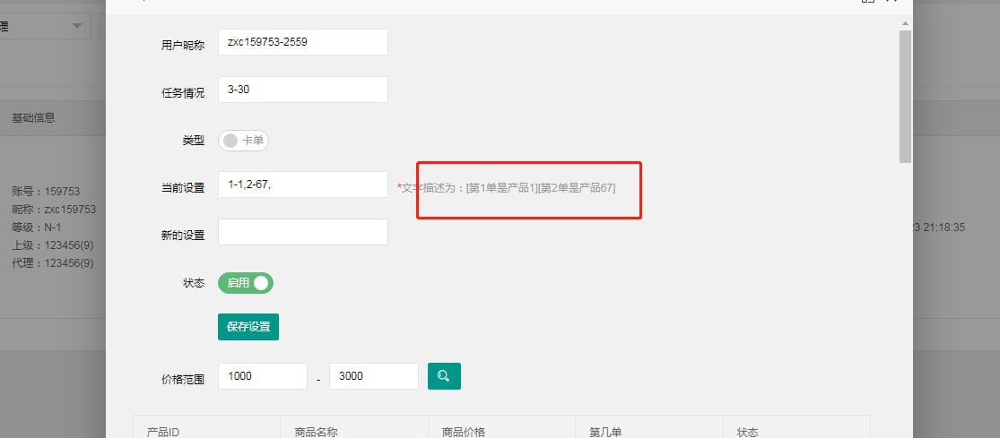 理
基础信息
账号：159753
昵称：zxc159753
等级：N-1
上级：123456(9)
代理：123456(9)
用户昵称 zxc159753-2559
任务情况 3-30
类型 卡单
当前设置 1-1,2-67, *文字描述为：[第1单是产品1][第2单是产品67]
新的设置
状态 启用
保存设置
价格范围 1000 - 3000
产品ID 商品名称 商品价格 第几单 状态
21:18:35